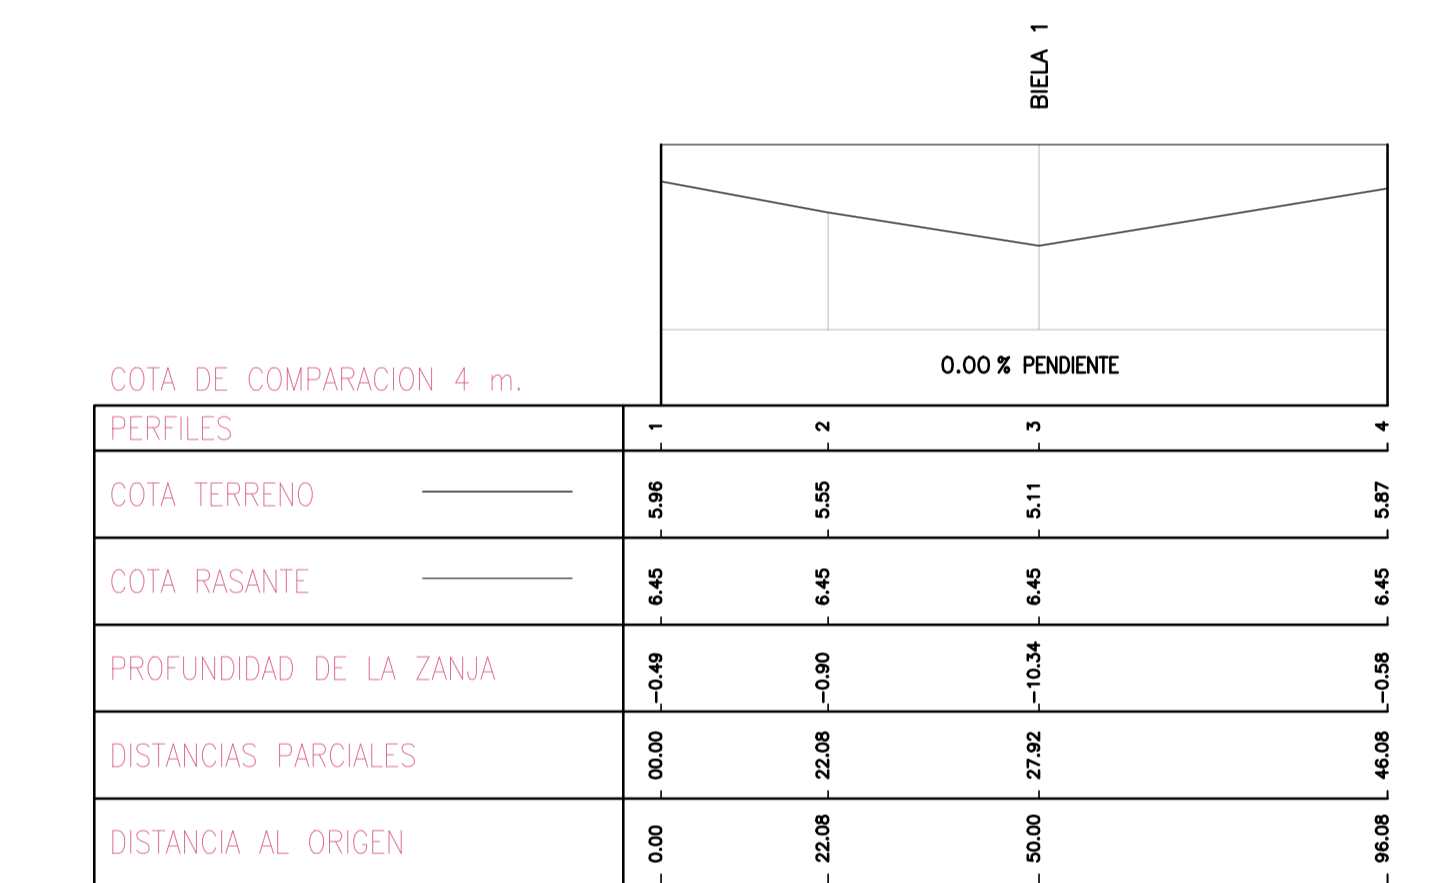 BIELA 1
0.00 % PENDIENTE
COTA DE COMPARACION 4 m.
PERFILES 1 2 3 4
COTA TERRENO 5.96 5.55 5.11 5.87
COTA RASANTE 6.45 6.45 6.45 6.45
PROFUNDIDAD DE LA ZANJA -0.49 -0.90 -10.34 -0.58
DISTANCIAS PARCIALES 00.00 22.08 27.92 46.08
DISTANCIA AL ORIGEN 0.00 22.08 50.00 96.08